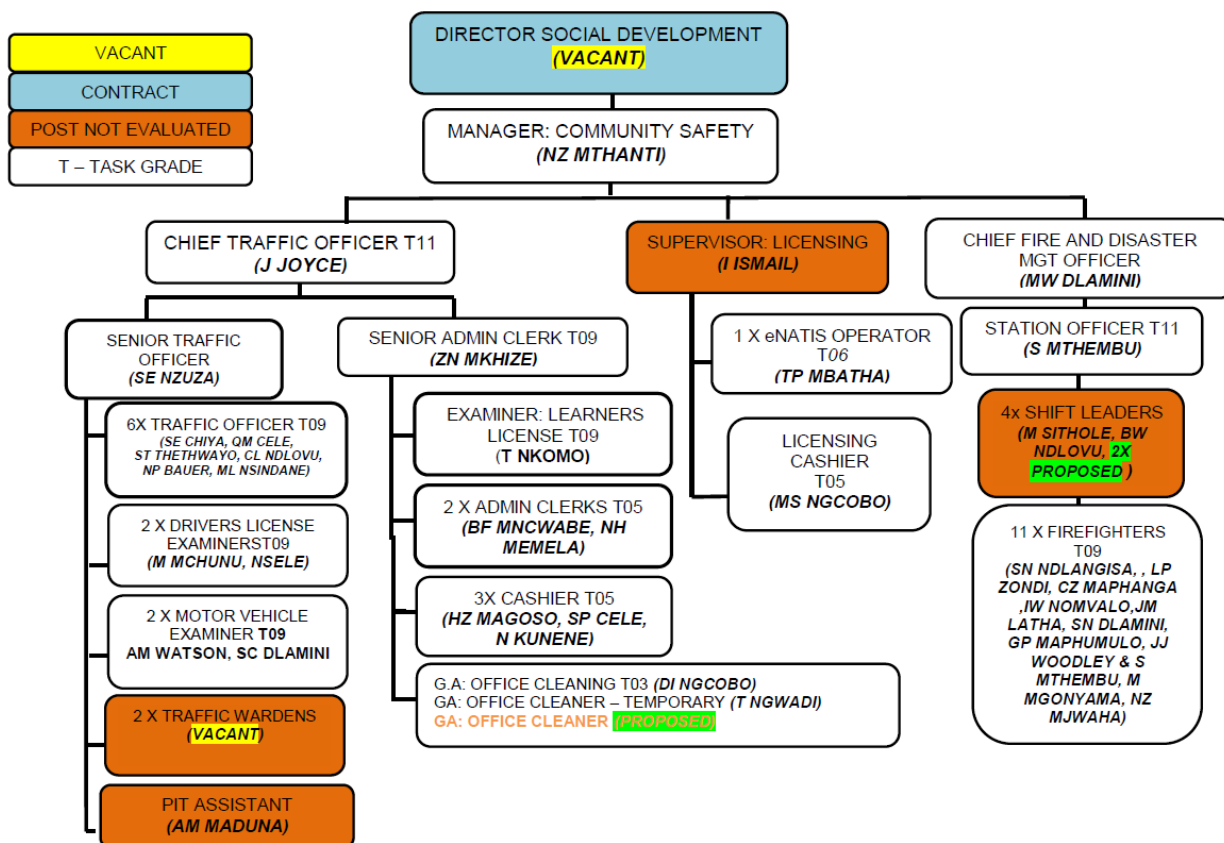 VACANT
CONTRACT
POST NOT EVALUATED
T – TASK GRADE
DIRECTOR SOCIAL DEVELOPMENT
(VACANT)
MANAGER: COMMUNITY SAFETY
(NZ MTHANTI)
CHIEF TRAFFIC OFFICER T11
(J JOYCE)
SENIOR TRAFFIC
OFFICER
(SE NZUZA)
6X TRAFFIC OFFICER T09
(SE CHIYA, QM CELE,
ST THETHWAYO, CL NDLOVU,
NP BAUER, ML NSINDANE)
2 X DRIVERS LICENSE
EXAMINERST09
(M MCHUNU, NSELE)
2 X MOTOR VEHICLE
EXAMINER T09
AM WATSON, SC DLAMINI
2 X TRAFFIC WARDENS
(VACANT)
PIT ASSISTANT
(AM MADUNA)
SENIOR ADMIN CLERK T09
(ZN MKHIZE)
EXAMINER: LEARNERS
LICENSE T09
(T NKOMO)
2 X ADMIN CLERKS T05
(BF MNCWABE, NH
MEMELA)
3X CASHIER T05
(HZ MAGOSO, SP CELE,
N KUNENE)
G.A: OFFICE CLEANING T03 (DI NGCOBO)
GA: OFFICE CLEANER – TEMPORARY (T NGWADI)
GA: OFFICE CLEANER (PROPOSED)
SUPERVISOR: LICENSING
(I ISMAIL)
1 X eNATIS OPERATOR
T06
(TP MBATHA)
LICENSING
CASHIER
T05
(MS NGCOBO)
CHIEF FIRE AND DISASTER
MGT OFFICER
(MW DLAMINI)
STATION OFFICER T11
(S MTHEMBU)
4x SHIFT LEADERS
(M SITHOLE, BW
NDLOVU, 2X
PROPOSED )
11 X FIREFIGHTERS
T09
(SN NDLANGISA, , LP
ZONDI, CZ MAPHANGA
,IW NOMVALO,JM
LATHA, SN DLAMINI,
GP MAPHUMULO, JJ
WOODLEY & S
MTHEMBU, M
MGONYAMA, NZ
MJWAHA)